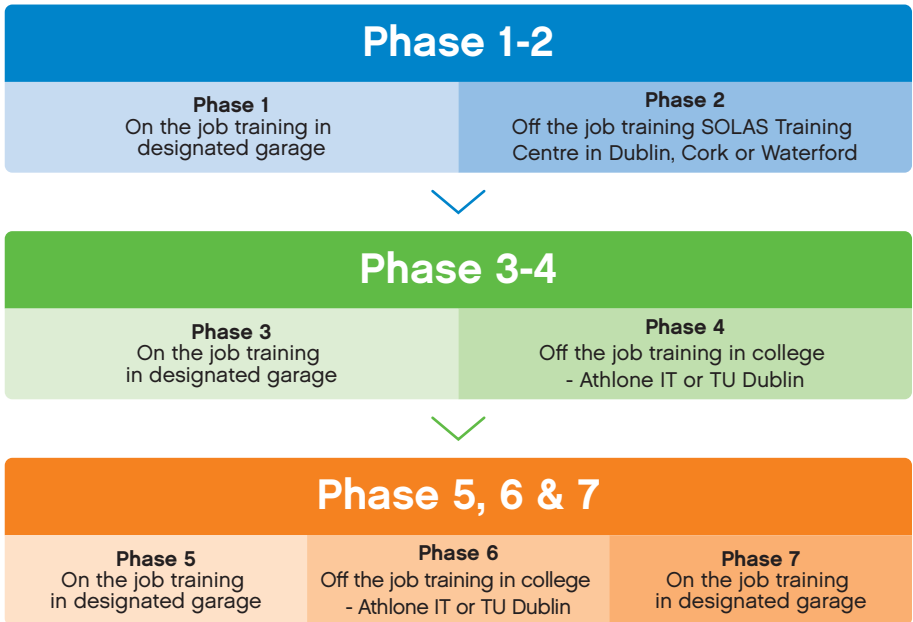 Phase 1-2
Phase 1
On the job training in
designated garage
Phase 2
Off the job training SOLAS Training
Centre in Dublin, Cork or Waterford
Phase 3-4
Phase 3
On the job training
in designated garage
Phase 4
Off the job training in college
- Athlone IT or TU Dublin
Phase 5, 6 & 7
Phase 5
On the job training
in designated garage
Phase 6
Off the job training in college
- Athlone IT or TU Dublin
Phase 7
On the job training
in designated garage